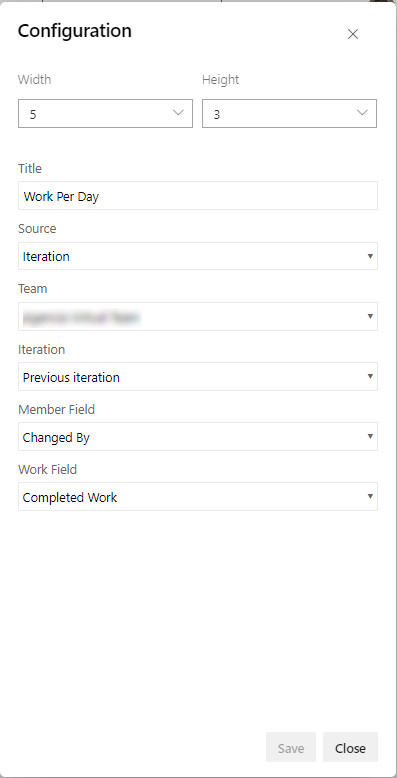 Configuration
Width Height
5 3
Title
Work Per Day
Source
Iteration
Team
Iteration
Previous iteration
Member Field
Changed By
Work Field
Completed Work
Save Close